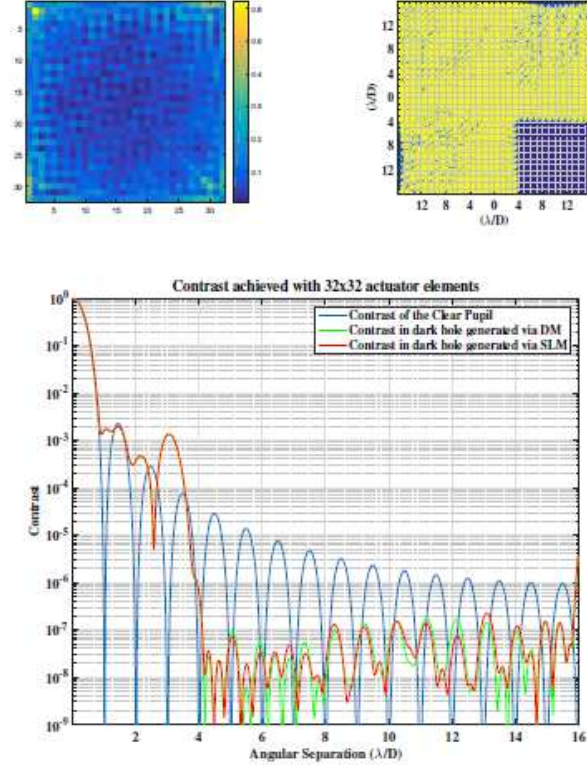 5
10
15
20
25
30
5 10 15 20 25 30
0.8
0.6
0.4
0.2
0.1
(λ/D)
12
8
4
0
4
8
12
12 8 4 0 4 8 12
(λ/D)
Contrast achieved with 32x32 actuator elements
Contrast of the Clear Pupil
Contrast in dark hole generated via DM
Contrast in dark hole generated via SLM
Contrast
10^0
10^-1
10^-2
10^-3
10^-4
10^-5
10^-6
10^-7
10^-8
10^-9
0 2 4 6 8 10 12 14 16
Angular Separation (λ/D)